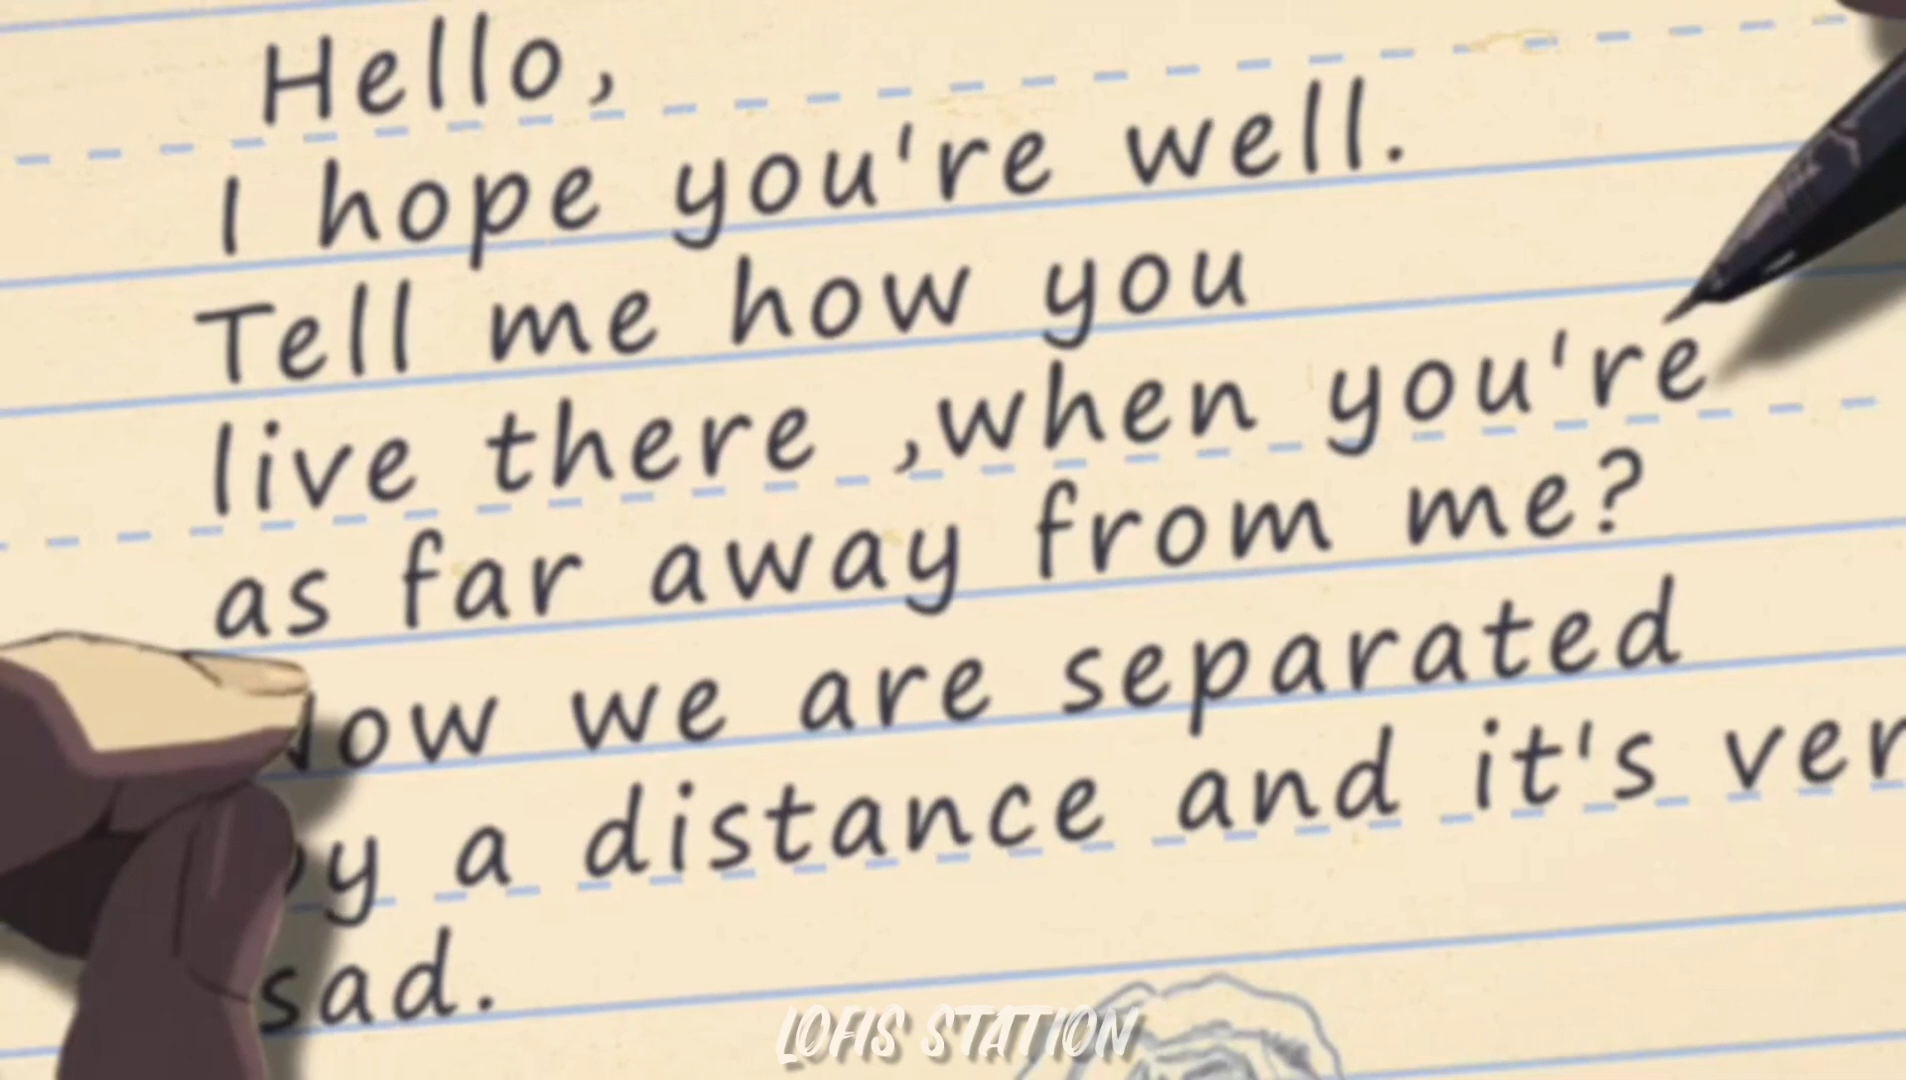 Hello,
I hope you're well.
Tell me how you
live there ,when you're
as far away from me?
we are separated
a distance and it's
sad.
LOFIS STATION